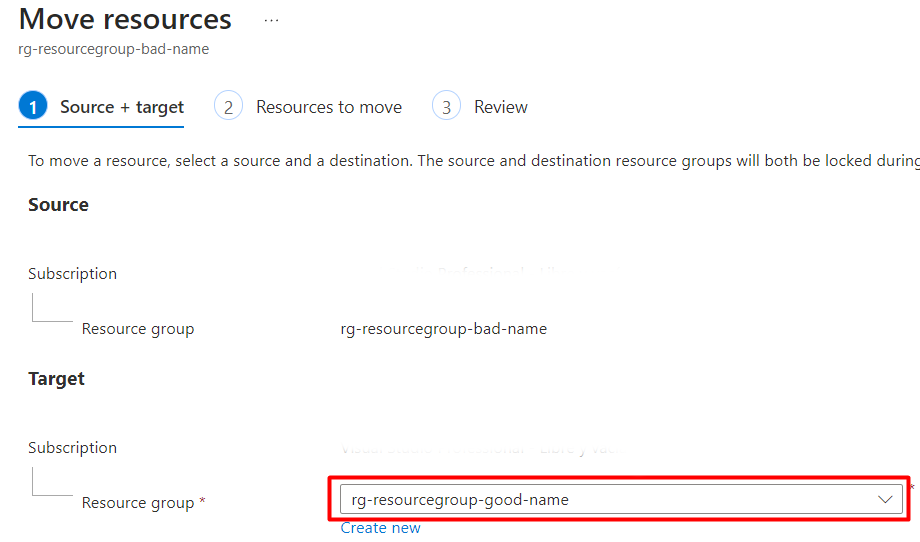 Move resources ...
rg-resourcegroup-bad-name
1 Source + target 2 Resources to move 3 Review
To move a resource, select a source and a destination. The source and destination resource groups will both be locked during
Source
Subscription
Resource group rg-resourcegroup-bad-name
Target
Subscription
Resource group * rg-resourcegroup-good-name *
Create new